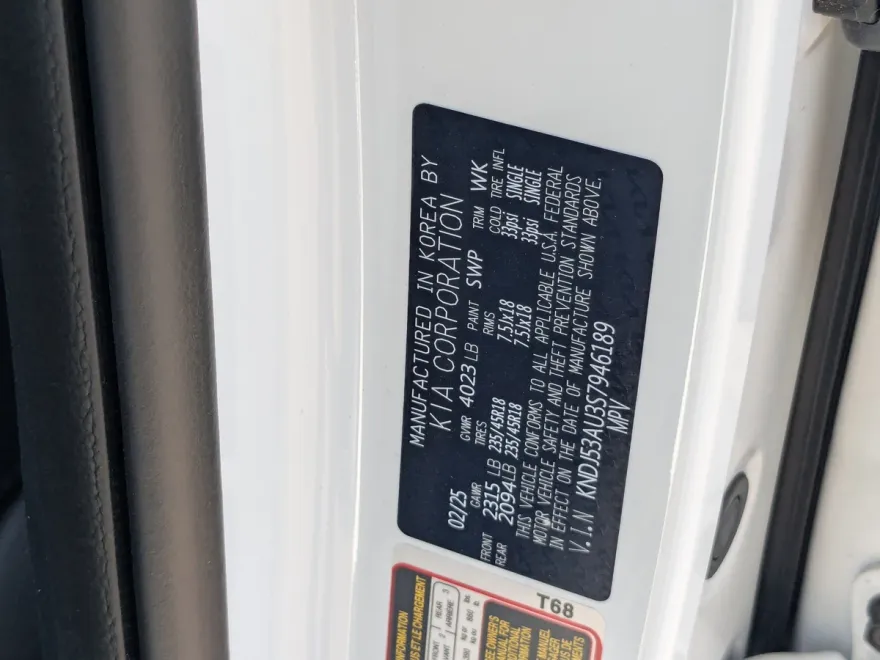 MANUFACTURED IN KOREA BY
KIA CORPORATION
02/25 GVWR 4023 LB PAINT SWP TRIM WK
GAWR TIRES RIMS COLD TIRE INFL
FRONT 2315 LB 235/45R18 7.5Jx18 33psi SINGLE
REAR 2094 LB 235/45R18 7.5Jx18 33psi SINGLE
THIS VEHICLE CONFORMS TO ALL APPLICABLE U.S.A. FEDERAL
MOTOR VEHICLE SAFETY AND THEFT PREVENTION STANDARDS
IN EFFECT ON THE DATE OF MANUFACTURE SHOWN ABOVE.
V.I.N KNDJ53AU3S7946189
MPV
T68